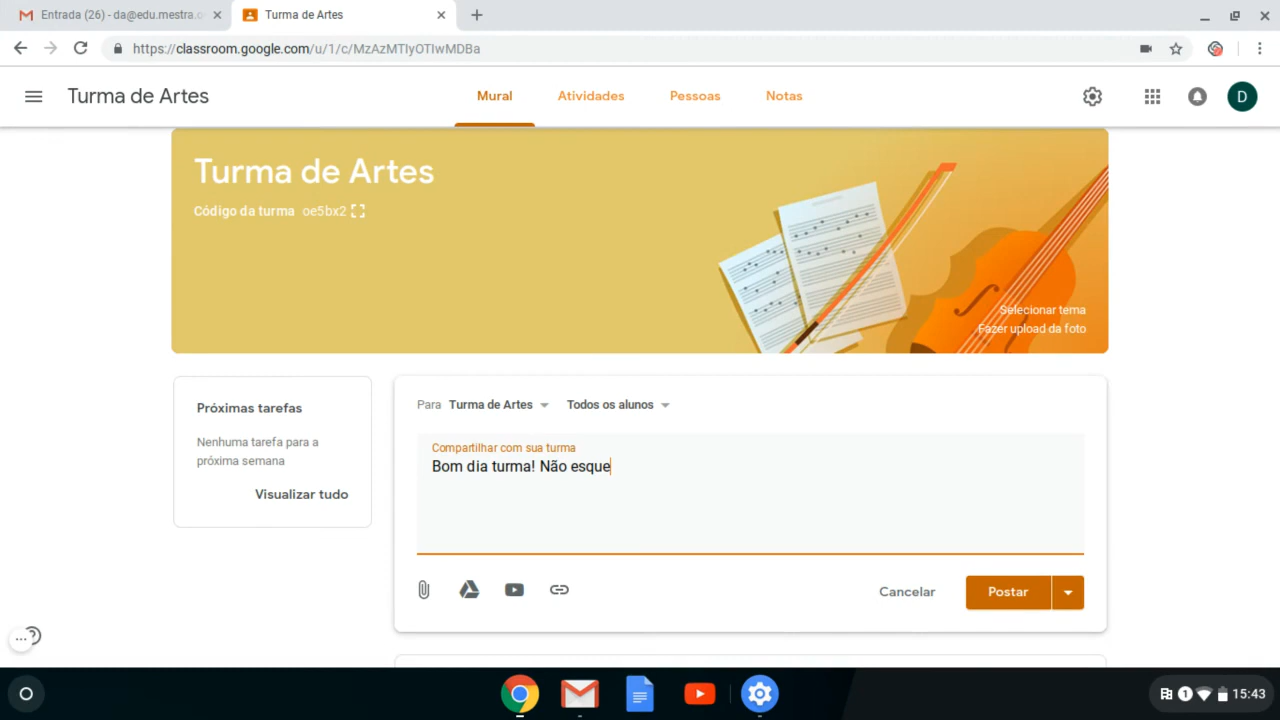 Entrada (26) - da@edu.mestra.c
Turma de Artes
https://classroom.google.com/u/1/c/MzAzMTIyOTIwMDBa
Turma de Artes
Mural
Atividades
Pessoas
Notas
D
Turma de Artes
Código da turma oe5bx2
Selecionar tema
Fazer upload da foto
Próximas tarefas
Nenhuma tarefa para a
próxima semana
Visualizar tudo
Para Turma de Artes Todos os alunos
Compartilhar com sua turma
Bom dia turma! Não esque
Cancelar
Postar
1
15:43